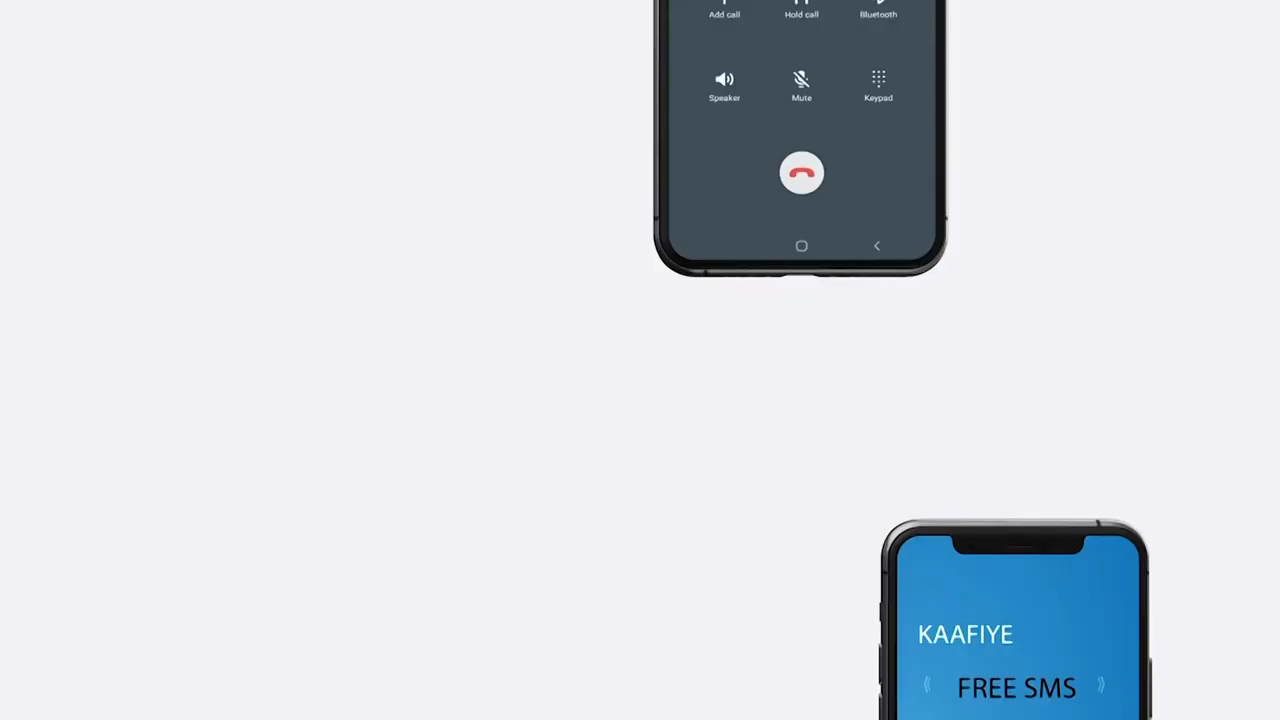 Add call Hold call Bluetooth
Speaker Mute Keypad
KAAFIYE
FREE SMS